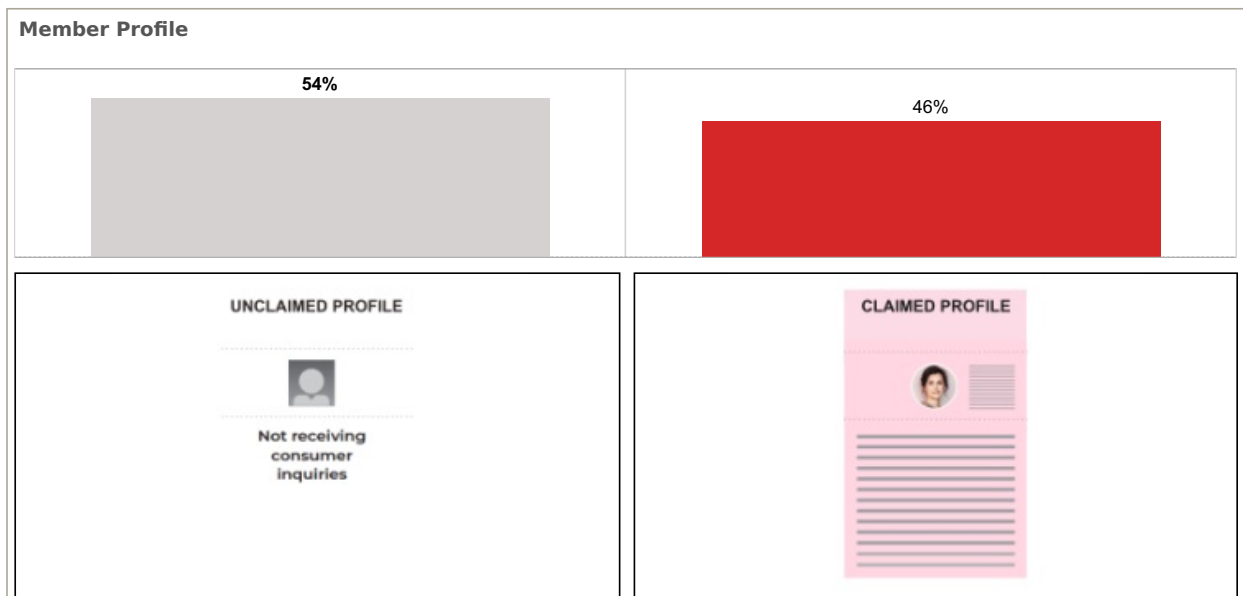 Member Profile
54%
46%
UNCLAIMED PROFILE
Not receiving
consumer
inquiries
CLAIMED PROFILE